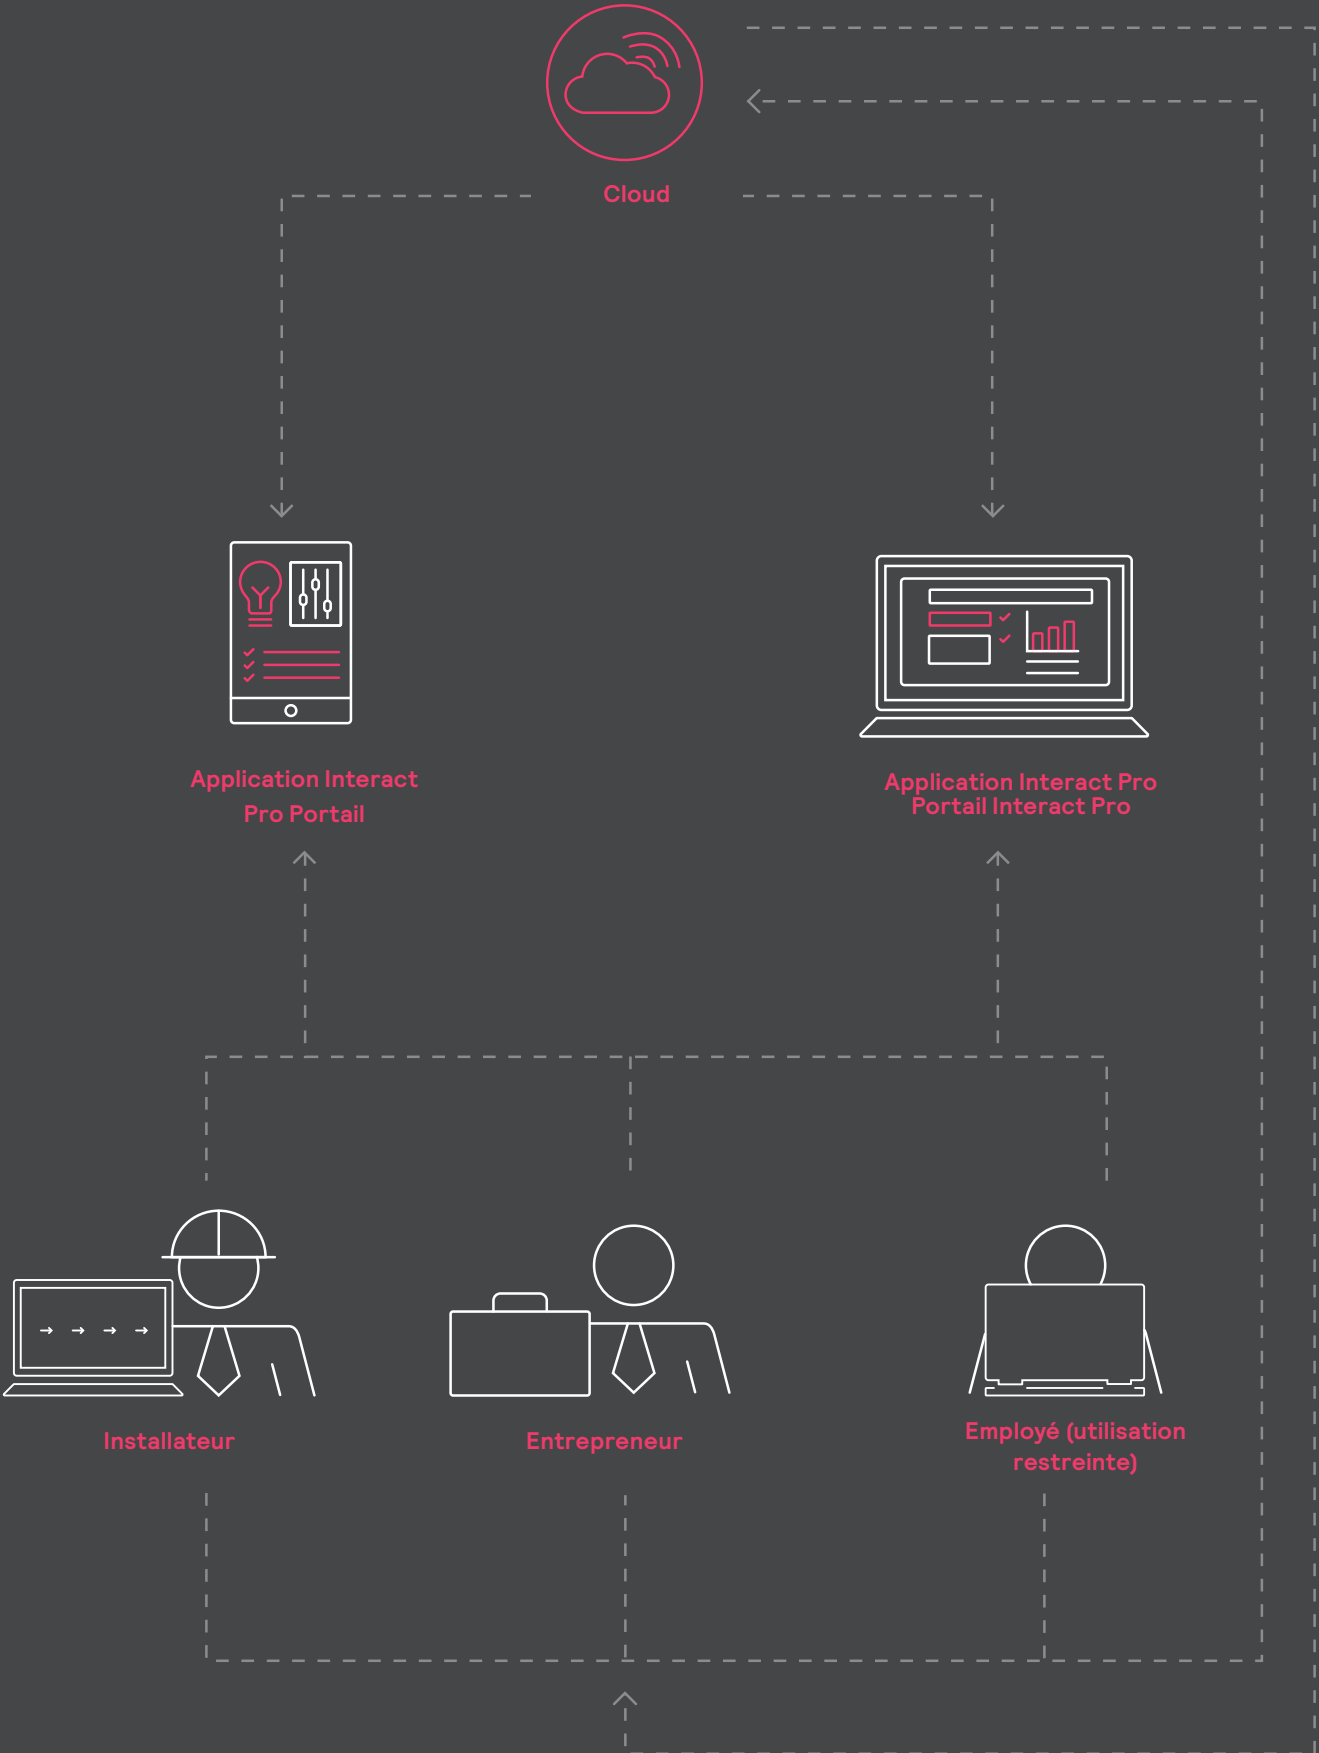 Cloud
Application Interact
Pro Portail
Application Interact Pro
Portail Interact Pro
Installateur
Entrepreneur
Employé (utilisation
restreinte)